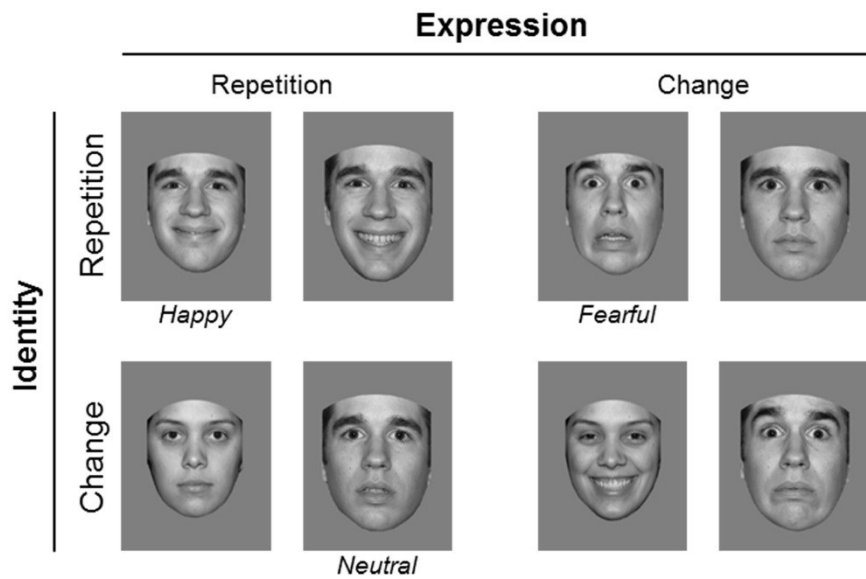 Expression
Repetition Change
Identity
Repetition
Happy Fearful
Change
Neutral